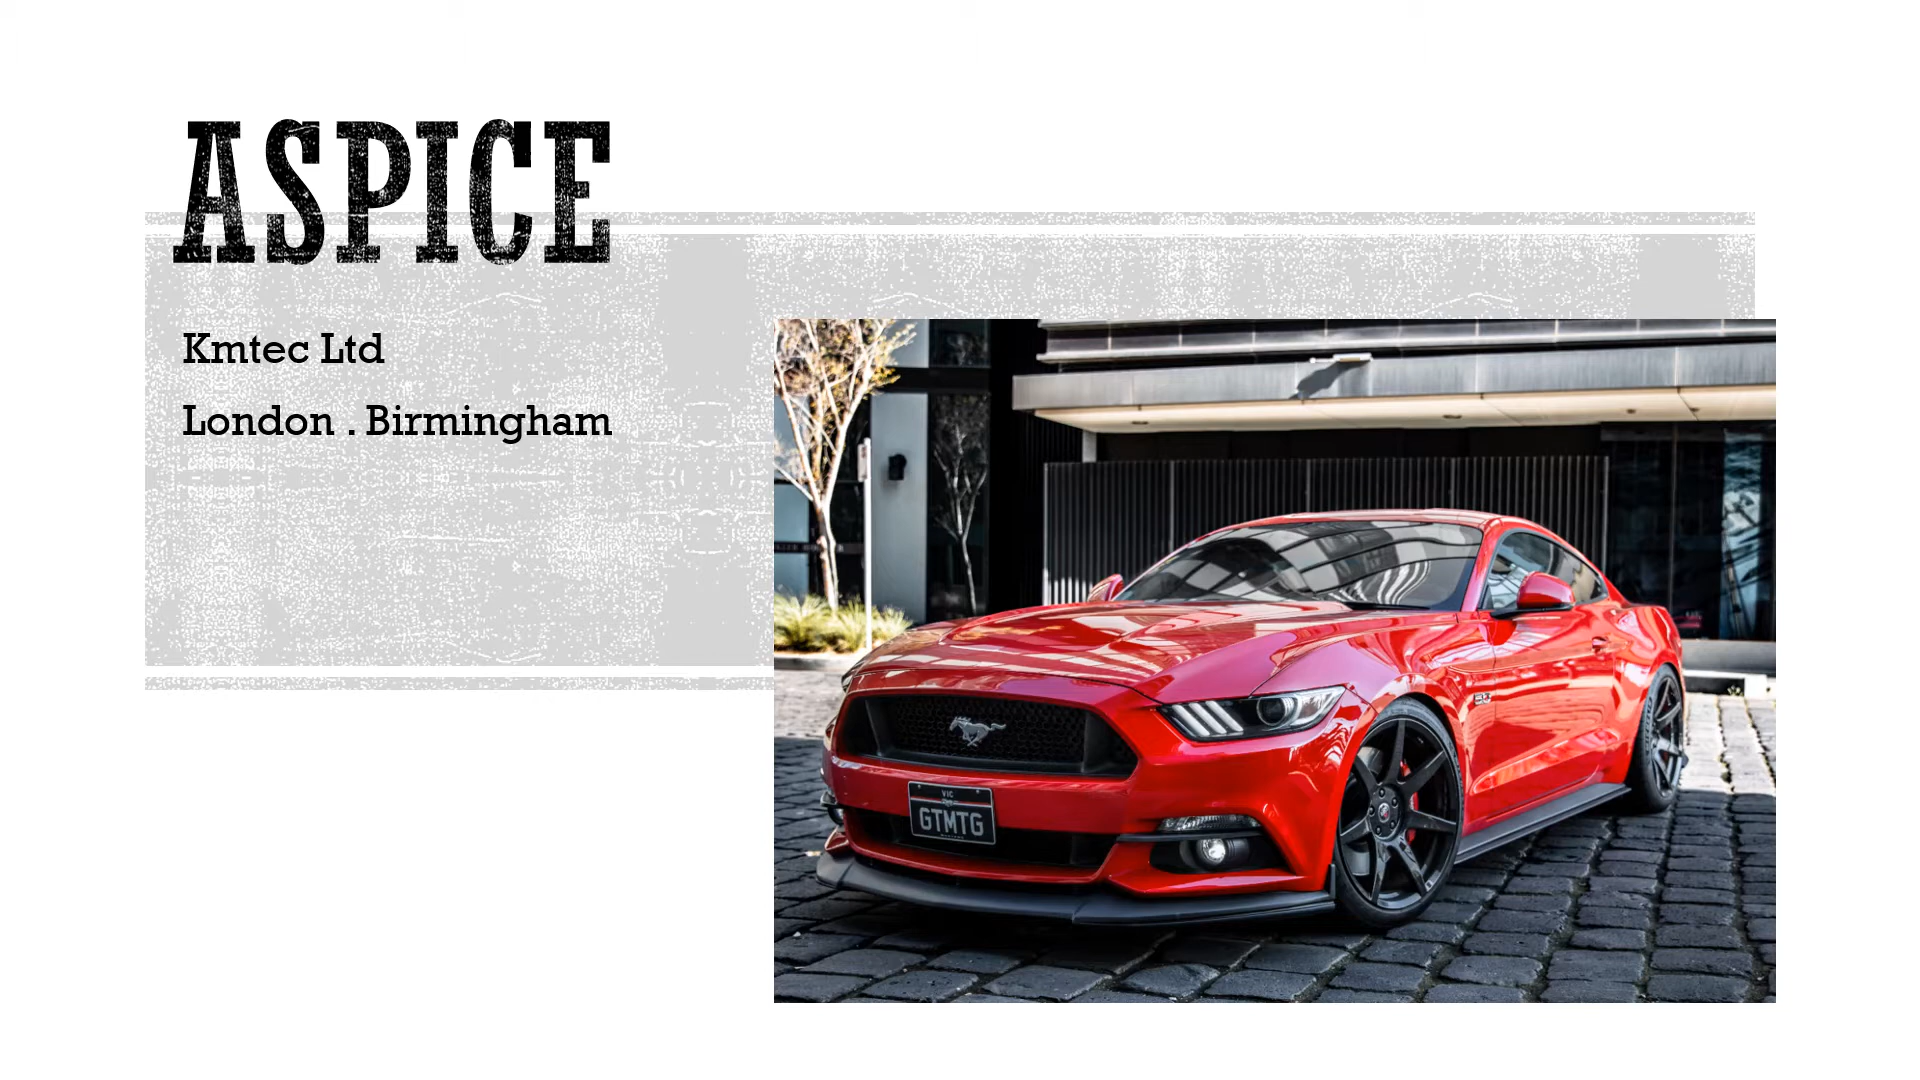 ASPICE
Kmtec Ltd
London . Birmingham
VIC
GTMTG